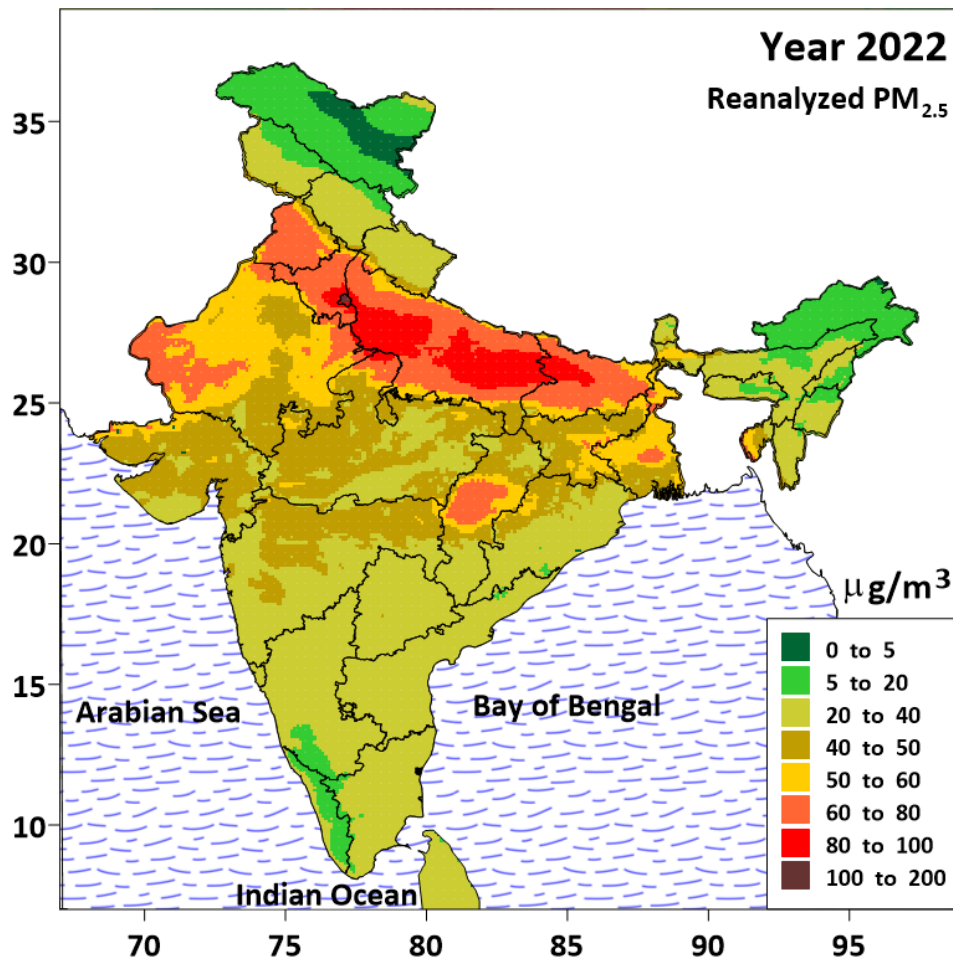 Year 2022
Reanalyzed PM2.5
35
30
25
20
15
10
μg/m³
0 to 5
5 to 20
20 to 40
40 to 50
50 to 60
60 to 80
80 to 100
100 to 200
Arabian Sea
Bay of Bengal
Indian Ocean
70 75 80 85 90 95